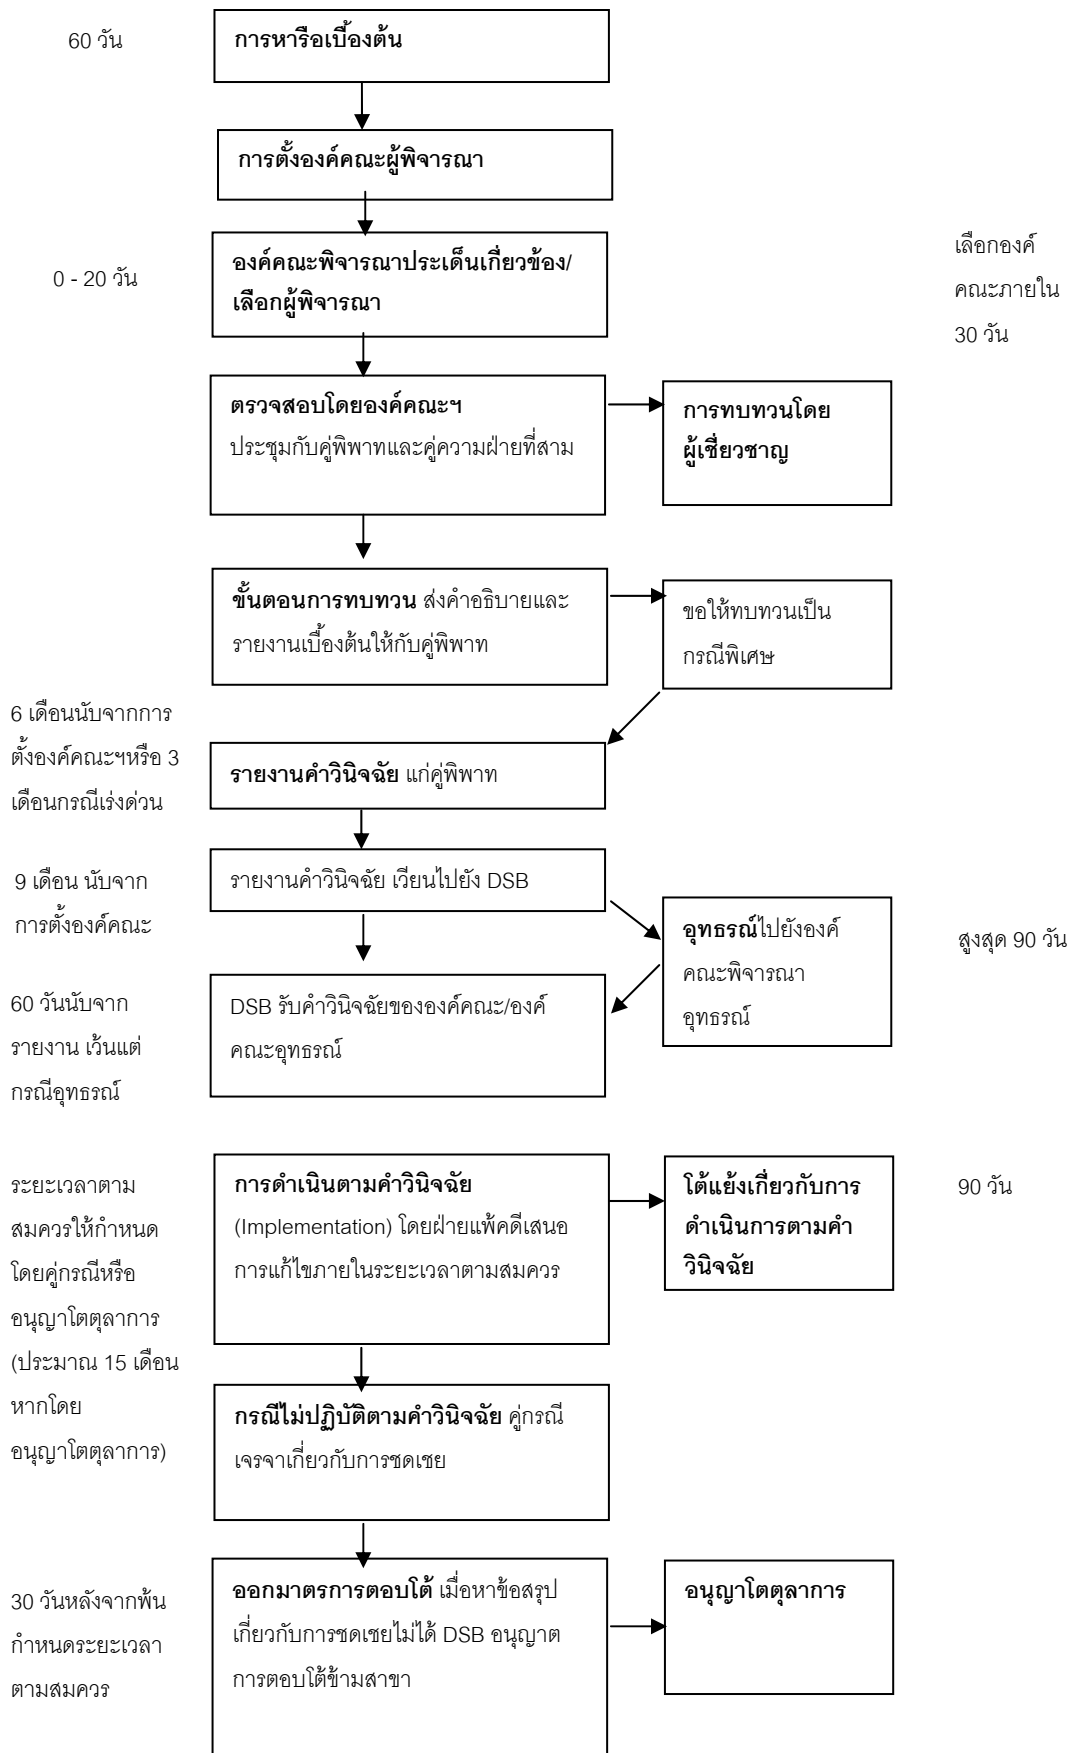 60 วัน
การหารือเบื้องต้น
การตั้งองค์คณะผู้พิจารณา
0 - 20 วัน
องค์คณะพิจารณาประเด็นเกี่ยวข้อง/
เลือกผู้พิจารณา
เลือกองค์
คณะภายใน
30 วัน
ตรวจสอบโดยองค์คณะฯ
ประชุมกับคู่พิพาทและคู่ความฝ่ายที่สาม
การทบทวนโดย
ผู้เชี่ยวชาญ
ขั้นตอนการทบทวน ส่งคำอธิบายและ
รายงานเบื้องต้นให้กับคู่พิพาท
ขอให้ทบทวนเป็น
กรณีพิเศษ
6 เดือนนับจากการ
ตั้งองค์คณะฯหรือ 3
เดือนกรณีเร่งด่วน
รายงานคำวินิจฉัย แก่คู่พิพาท
9 เดือน นับจาก
การตั้งองค์คณะ
รายงานคำวินิจฉัย เวียนไปยัง DSB
อุทธรณ์ไปยังองค์
คณะพิจารณา
อุทธรณ์
สูงสุด 90 วัน
60 วันนับจาก
รายงาน เว้นแต่
กรณีอุทธรณ์
DSB รับคำวินิจฉัยขององค์คณะ/องค์
คณะอุทธรณ์
ระยะเวลาตาม
สมควรให้กำหนด
โดยคู่กรณีหรือ
อนุญาโตตุลาการ
(ประมาณ 15 เดือน
หากโดย
อนุญาโตตุลาการ)
การดำเนินตามคำวินิจฉัย
(Implementation) โดยฝ่ายแพ้คดีเสนอ
การแก้ไขภายในระยะเวลาตามสมควร
โต้แย้งเกี่ยวกับการ
ดำเนินการตามคำ
วินิจฉัย
90 วัน
กรณีไม่ปฏิบัติตามคำวินิจฉัย คู่กรณี
เจรจาเกี่ยวกับการชดเชย
30 วันหลังจากพ้น
กำหนดระยะเวลา
ตามสมควร
ออกมาตรการตอบโต้ เมื่อหาข้อสรุป
เกี่ยวกับการชดเชยไม่ได้ DSB อนุญาต
การตอบโต้ข้ามสาขา
อนุญาโตตุลาการ